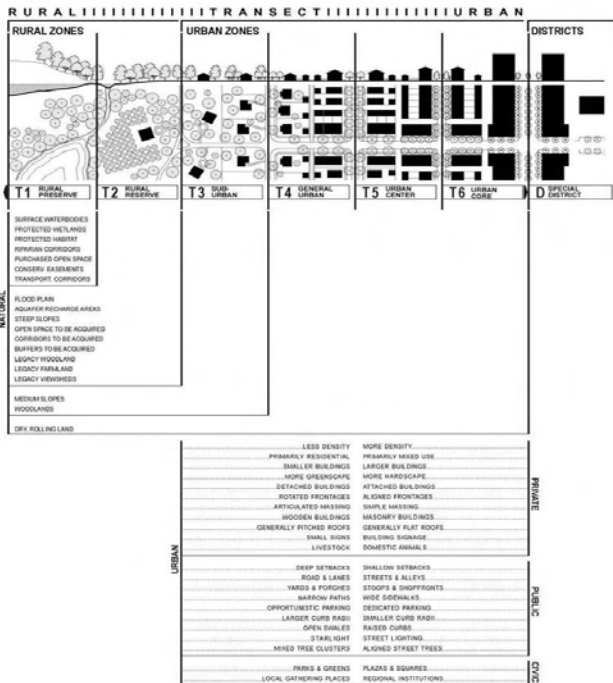 RURAL IIIIIIIIIIIII TRANSECT IIIIIIIIIIIII URBAN
RURAL ZONES
URBAN ZONES
DISTRICTS
T1 RURAL PRESERVE
T2 RURAL RESERVE
T3 SUB-URBAN
T4 GENERAL URBAN
T5 URBAN CENTER
T6 URBAN CORE
D SPECIAL DISTRICT
NATURAL
SURFACE WATERBODIES
PROTECTED WETLANDS
PROTECTED HABITAT
RIPARIAN CORRIDORS
PURCHASED OPEN SPACE
CONSERV. EASEMENTS
TRANSPORT. CORRIDORS
FLOOD PLAIN
AQUAFER RECHARGE AREAS
STEEP SLOPES
OPEN SPACE TO BE ACQUIRED
CORRIDORS TO BE ACQUIRED
BUFFERS TO BE ACQUIRED
LEGACY WOODLAND
LEGACY FARMLAND
LEGACY VIEWSHEDS
MEDIUM SLOPES
WOODLANDS
DRY, ROLLING LAND
URBAN
PRIVATE
LESS DENSITY MORE DENSITY
PRIMARILY RESIDENTIAL PRIMARILY MIXED USE
SMALLER BUILDINGS LARGER BUILDINGS
MORE GREENSCAPE MORE HARDSCAPE
DETACHED BUILDINGS ATTACHED BUILDINGS
ROTATED FRONTAGES ALIGNED FRONTAGES
ARTICULATED MASSING SIMPLE MASSING
WOODEN BUILDINGS MASONRY BUILDINGS
GENERALLY PITCHED ROOFS GENERALLY FLAT ROOFS
SMALL SIGNS BUILDING SIGNAGE
LIVESTOCK DOMESTIC ANIMALS
PUBLIC
DEEP SETBACKS SHALLOW SETBACKS
ROAD & LANES STREETS & ALLEYS
YARDS & PORCHES STOOPS & SHOPFRONTS
NARROW PATHS WIDE SIDEWALKS
OPPORTUNISTIC PARKING DEDICATED PARKING
LARGER CURB RADII SMALLER CURB RADII
OPEN SWALES RAISED CURBS
STARLIGHT STREET LIGHTING
MIXED TREE CLUSTERS ALIGNED STREET TREES
CIVIC
PARKS & GREENS PLAZAS & SQUARES
LOCAL GATHERING PLACES REGIONAL INSTITUTIONS